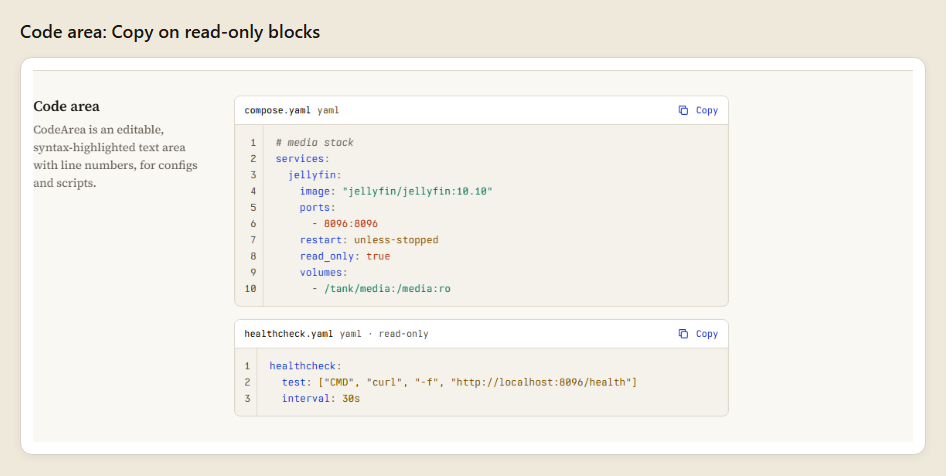 Code area: Copy on read-only blocks
Code area
CodeArea is an editable,
syntax-highlighted text area
with line numbers, for configs
and scripts.
compose.yaml yaml Copy
1 # media stack
2 services:
3 jellyfin:
4 image: "jellyfin/jellyfin:10.10"
5 ports:
6 - 8096:8096
7 restart: unless-stopped
8 read_only: true
9 volumes:
10 - /tank/media:/media:ro
healthcheck.yaml yaml · read-only Copy
1 healthcheck:
2 test: ["CMD", "curl", "-f", "http://localhost:8096/health"]
3 interval: 30s